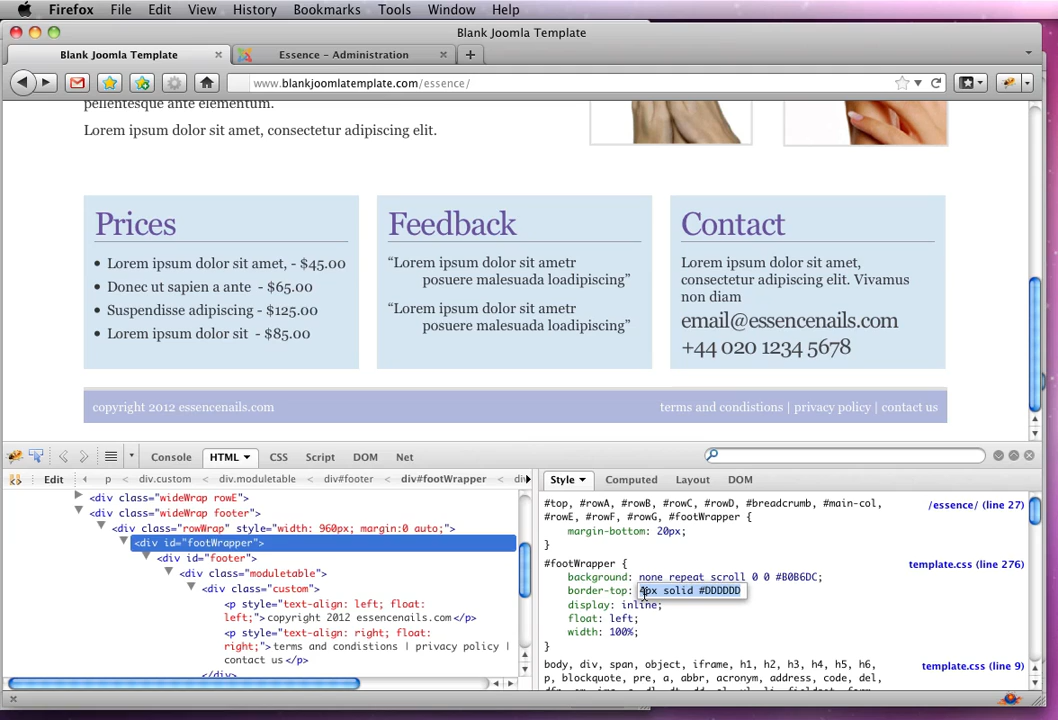 Firefox File Edit View History Bookmarks Tools Window Help
Blank Joomla Template
Blank Joomla Template × Essence - Administration × +
www.blankjoomlatemplate.com/essence/
pellentesque ante elementum.
Lorem ipsum dolor sit amet, consectetur adipiscing elit.
Prices
• Lorem ipsum dolor sit amet, - $45.00
• Donec ut sapien a ante - $65.00
• Suspendisse adipiscing - $125.00
• Lorem ipsum dolor sit - $85.00
Feedback
“Lorem ipsum dolor sit ametr
posuere malesuada loadipiscing”
“Lorem ipsum dolor sit ametr
posuere malesuada loadipiscing”
Contact
Lorem ipsum dolor sit amet,
consectetur adipiscing elit. Vivamus
non diam
email@essencenails.com
+44 020 1234 5678
copyright 2012 essencenails.com
terms and condistions | privacy policy | contact us
Console HTML CSS Script DOM Net
Edit p < div.custom < div.moduletable < div#footer < div#footWrapper <
<div class="wideWrap rowE">
<div class="wideWrap footer">
<div class="rowWrap" style="width: 960px; margin:0 auto;">
<div id="footWrapper">
<div id="footer">
<div class="moduletable">
<div class="custom">
<p style="text-align: left; float:
left;">copyright 2012 essencenails.com</p>
<p style="text-align: right; float:
right;">terms and condistions | privacy policy |
contact us</p>
</div>
Style Computed Layout DOM
#top, #rowA, #rowB, #rowC, #rowD, #breadcrumb, #main-col, /essence/ (line 27)
#rowE, #rowF, #rowG, #footWrapper {
margin-bottom: 20px;
}
#footWrapper { template.css (line 276)
background: none repeat scroll 0 0 #B0B6DC;
border-top: 4px solid #DDDDDD
display: inline;
float: left;
width: 100%;
}
body, div, span, object, iframe, h1, h2, h3, h4, h5, h6, template.css (line 9)
p, blockquote, pre, a, abbr, acronym, address, code, del,